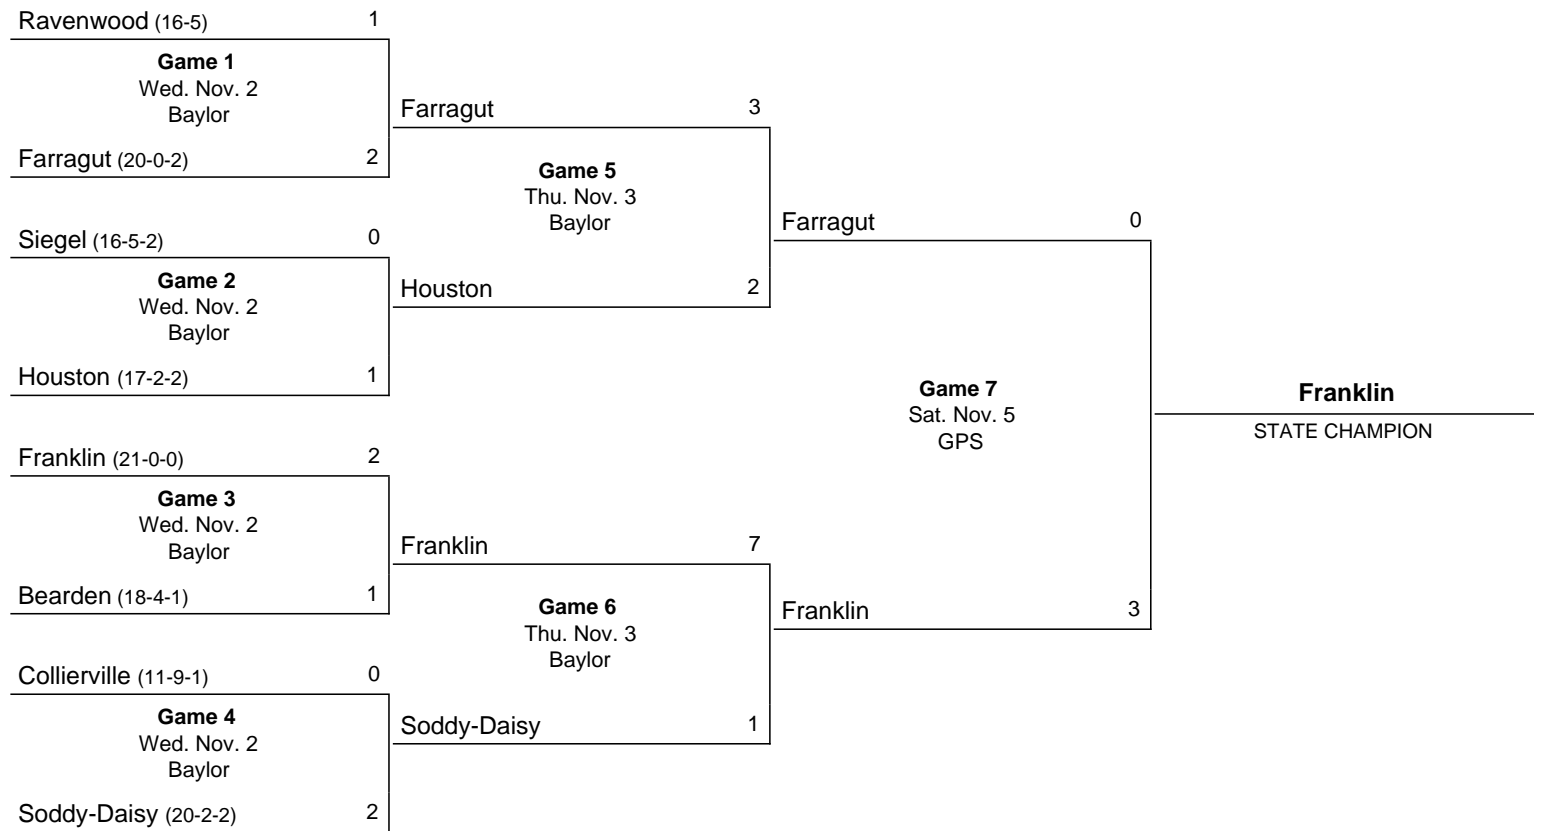 Ravenwood (16-5) 1
Game 1
Wed. Nov. 2
Baylor
Farragut (20-0-2) 2
Siegel (16-5-2) 0
Game 2
Wed. Nov. 2
Baylor
Houston (17-2-2) 1
Franklin (21-0-0) 2
Game 3
Wed. Nov. 2
Baylor
Bearden (18-4-1) 1
Collierville (11-9-1) 0
Game 4
Wed. Nov. 2
Baylor
Soddy-Daisy (20-2-2) 2
Farragut 3
Game 5
Thu. Nov. 3
Baylor
Houston 2
Franklin 7
Game 6
Thu. Nov. 3
Baylor
Soddy-Daisy 1
Farragut 0
Game 7
Sat. Nov. 5
GPS
Franklin 3
Franklin
STATE CHAMPION